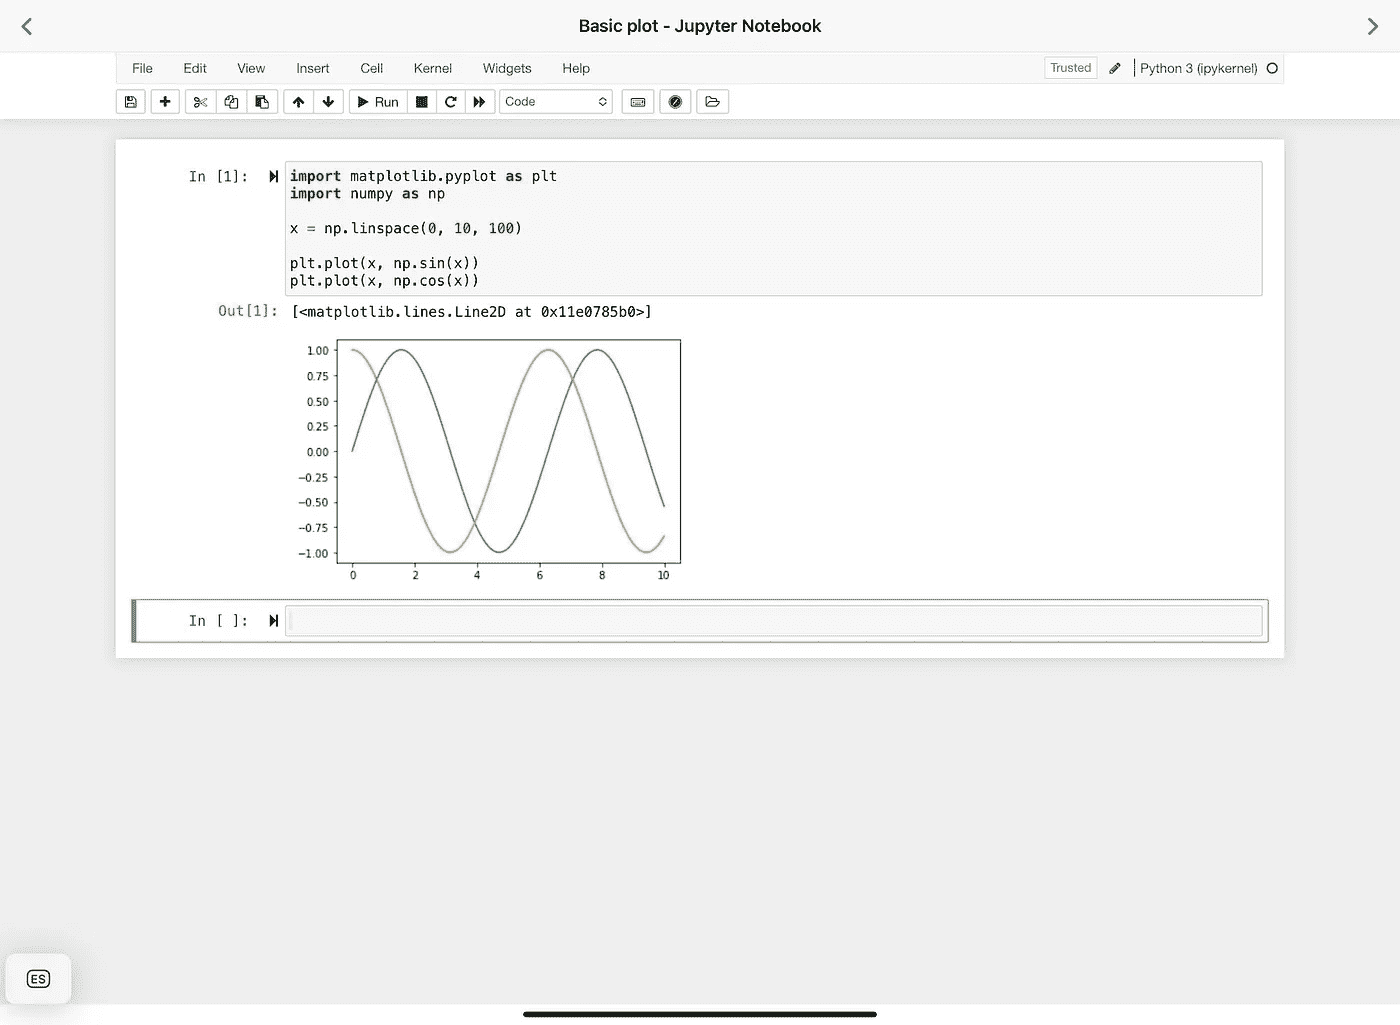 Basic plot - Jupyter Notebook
File Edit View Insert Cell Kernel Widgets Help Trusted Python 3 (ipykernel)
Run Code
In [1]:
import matplotlib.pyplot as plt
import numpy as np
x = np.linspace(0, 10, 100)
plt.plot(x, np.sin(x))
plt.plot(x, np.cos(x))
Out[1]: [<matplotlib.lines.Line2D at 0x11e0785b0>]
1.00
0.75
0.50
0.25
0.00
−0.25
−0.50
−0.75
−1.00
0 2 4 6 8 10
In [ ]:
ES